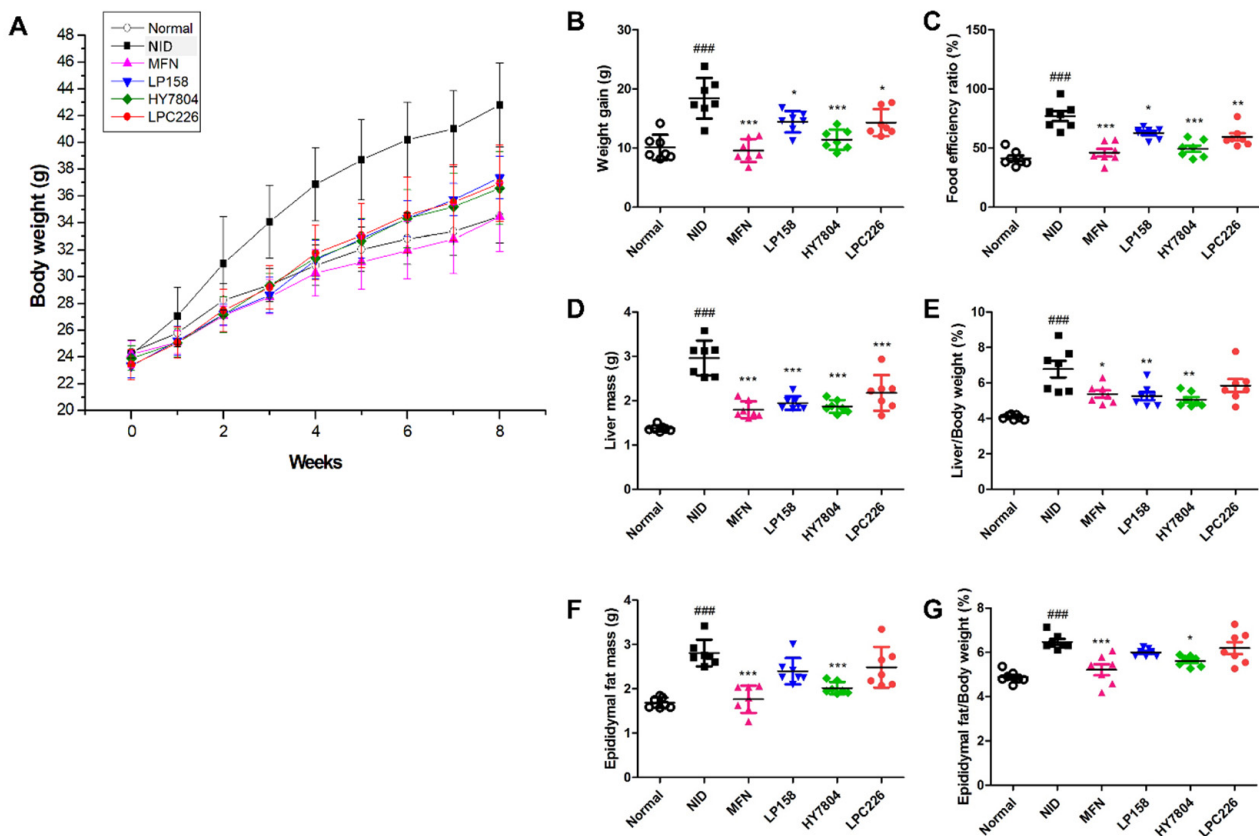 A
Normal
NID
MFN
LP158
HY7804
LPC226
Body weight (g)
48
46
44
42
40
38
36
34
32
30
28
26
24
22
20
0
2
4
6
8
Weeks
B
Weight gain (g)
30
20
10
0
###
***
*
***
*
Normal
NID
MFN
LP158
HY7804
LPC226
C
Food efficiency ratio (%)
150
100
50
0
###
***
*
***
**
Normal
NID
MFN
LP158
HY7804
LPC226
D
Liver mass (g)
4
3
2
1
0
###
***
***
***
***
Normal
NID
MFN
LP158
HY7804
LPC226
E
Liver/Body weight (%)
10
8
6
4
2
0
###
*
**
**
Normal
NID
MFN
LP158
HY7804
LPC226
F
Epididymal fat mass (g)
4
3
2
1
0
###
***
***
Normal
NID
MFN
LP158
HY7804
LPC226
G
Epididymal fat/Body weight (%)
8
6
4
2
0
###
***
*
Normal
NID
MFN
LP158
HY7804
LPC226